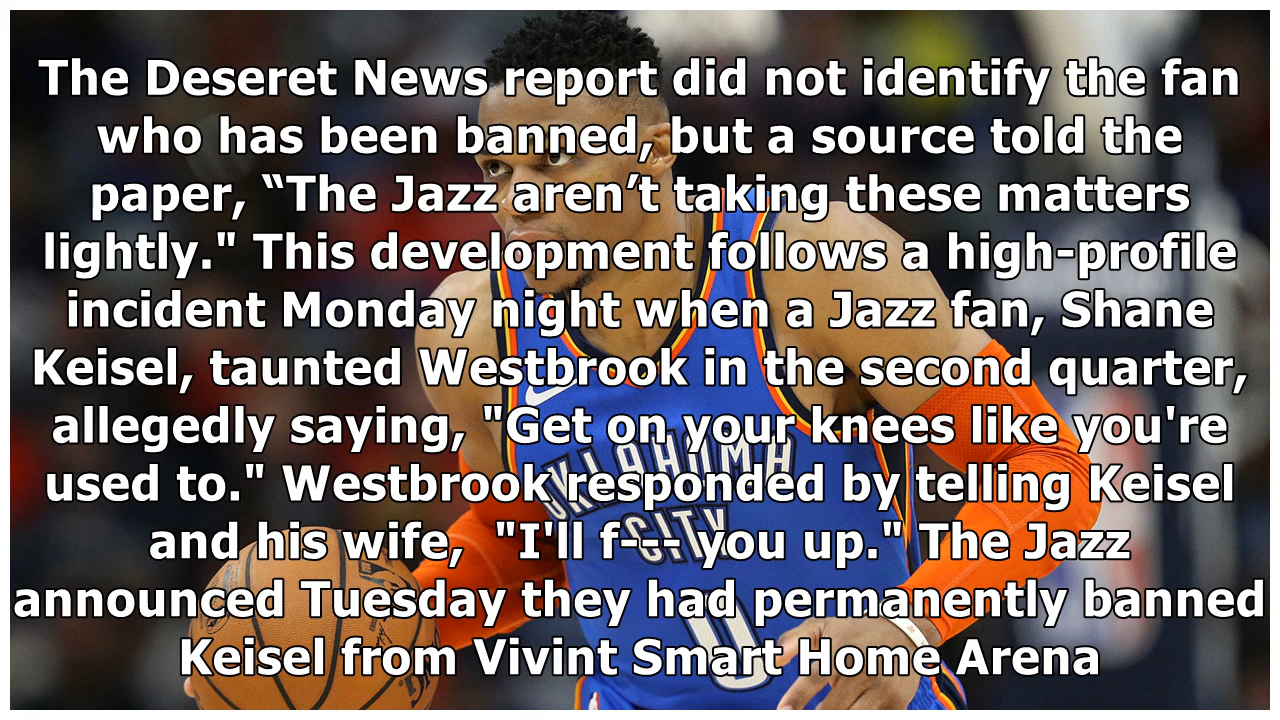 The Deseret News report did not identify the fan
who has been banned, but a source told the
paper, “The Jazz aren’t taking these matters
lightly." This development follows a high-profile
incident Monday night when a Jazz fan, Shane
Keisel, taunted Westbrook in the second quarter,
allegedly saying, "Get on your knees like you're
used to." Westbrook responded by telling Keisel
and his wife,  "I'll f--- you up." The Jazz
announced Tuesday they had permanently banned
Keisel from Vivint Smart Home Arena
OKLAHOMA
CITY
0